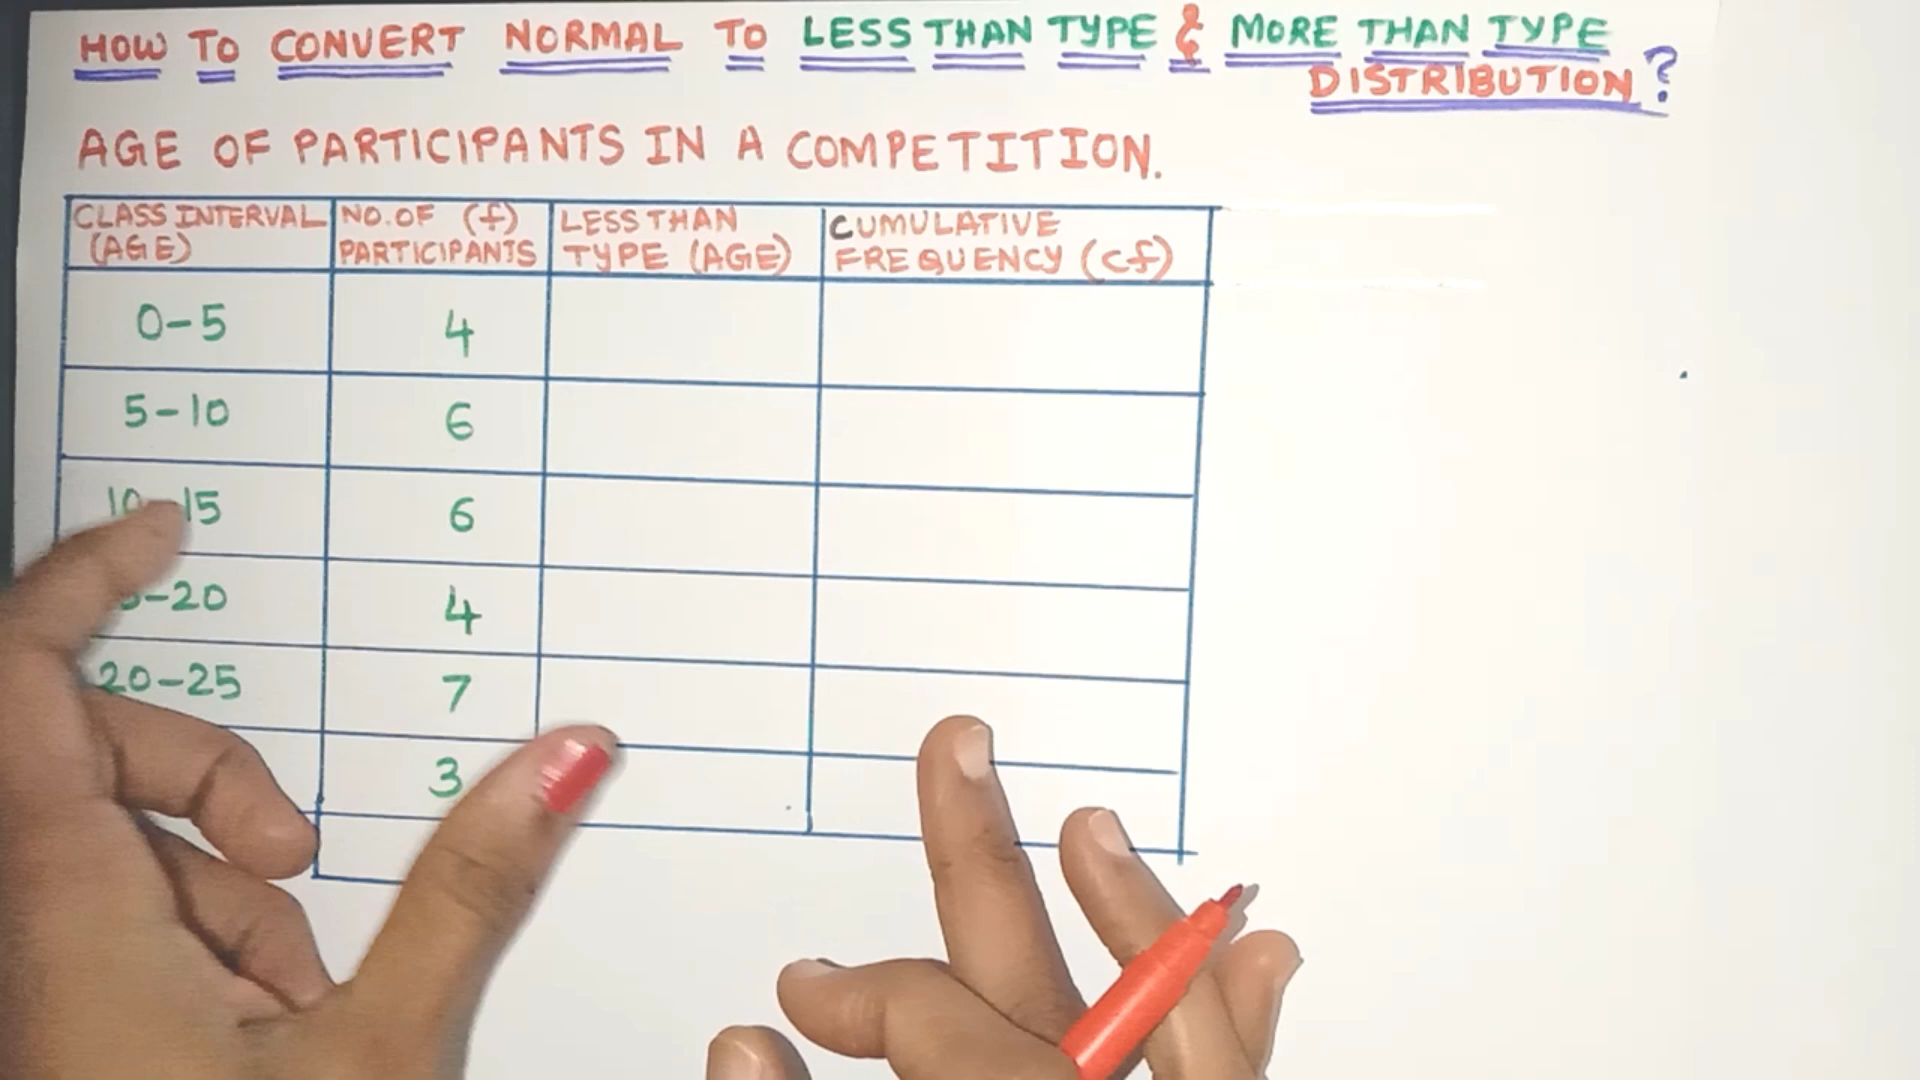 HOW TO CONVERT NORMAL TO LESS THAN TYPE & MORE THAN TYPE
DISTRIBUTION?
AGE OF PARTICIPANTS IN A COMPETITION.
CLASS INTERVAL (AGE) NO. OF (f) PARTICIPANTS LESS THAN TYPE (AGE) CUMULATIVE FREQUENCY (cf)
0-5 4
5-10 6
10-15 6
-20 4
20-25 7
3